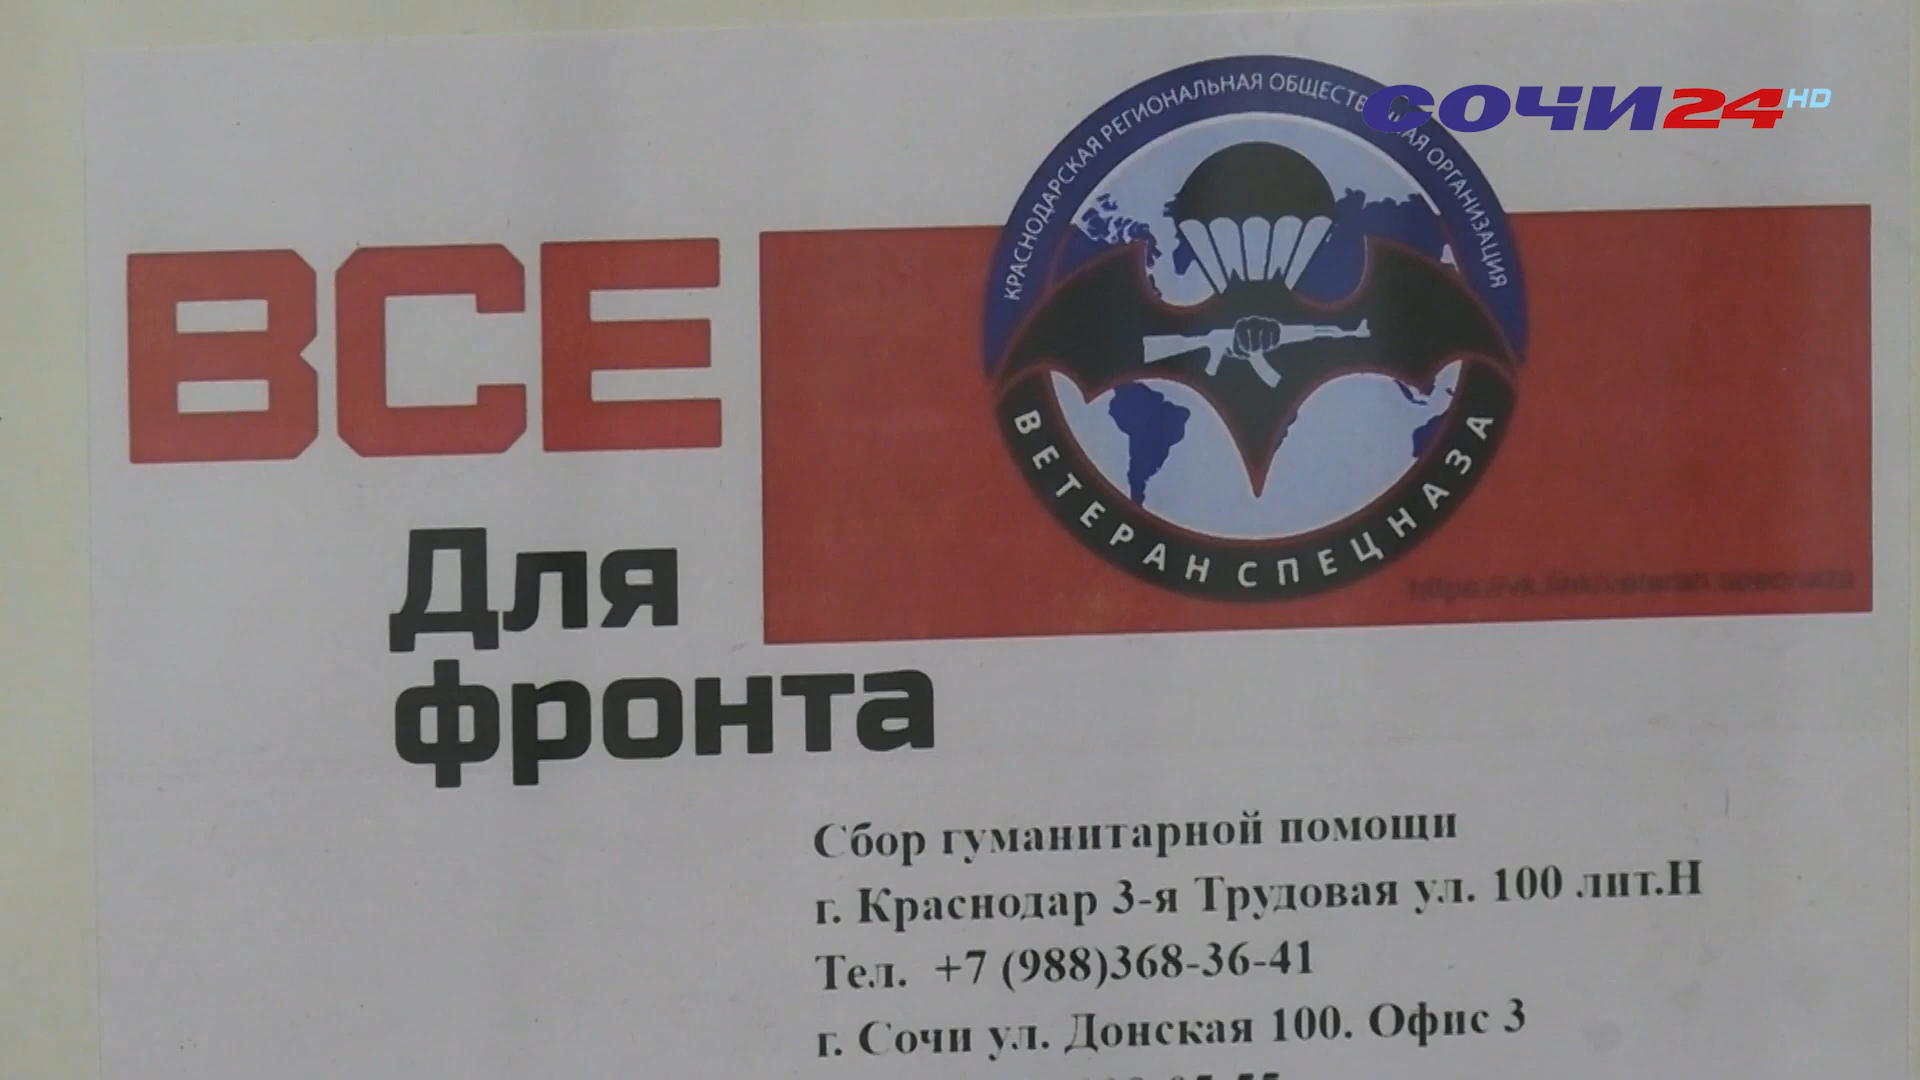 СОЧИ24HD
КРАСНОДАРСКАЯ РЕГИОНАЛЬНАЯ ОБЩЕСТВЕННАЯ ОРГАНИЗАЦИЯ
ВЕТЕРАН СПЕЦНАЗА
ВСЕ
Для
фронта
Сбор гуманитарной помощи
г. Краснодар 3-я Трудовая ул. 100 лит.Н
Тел. +7 (988)368-36-41
г. Сочи ул. Донская 100. Офис 3